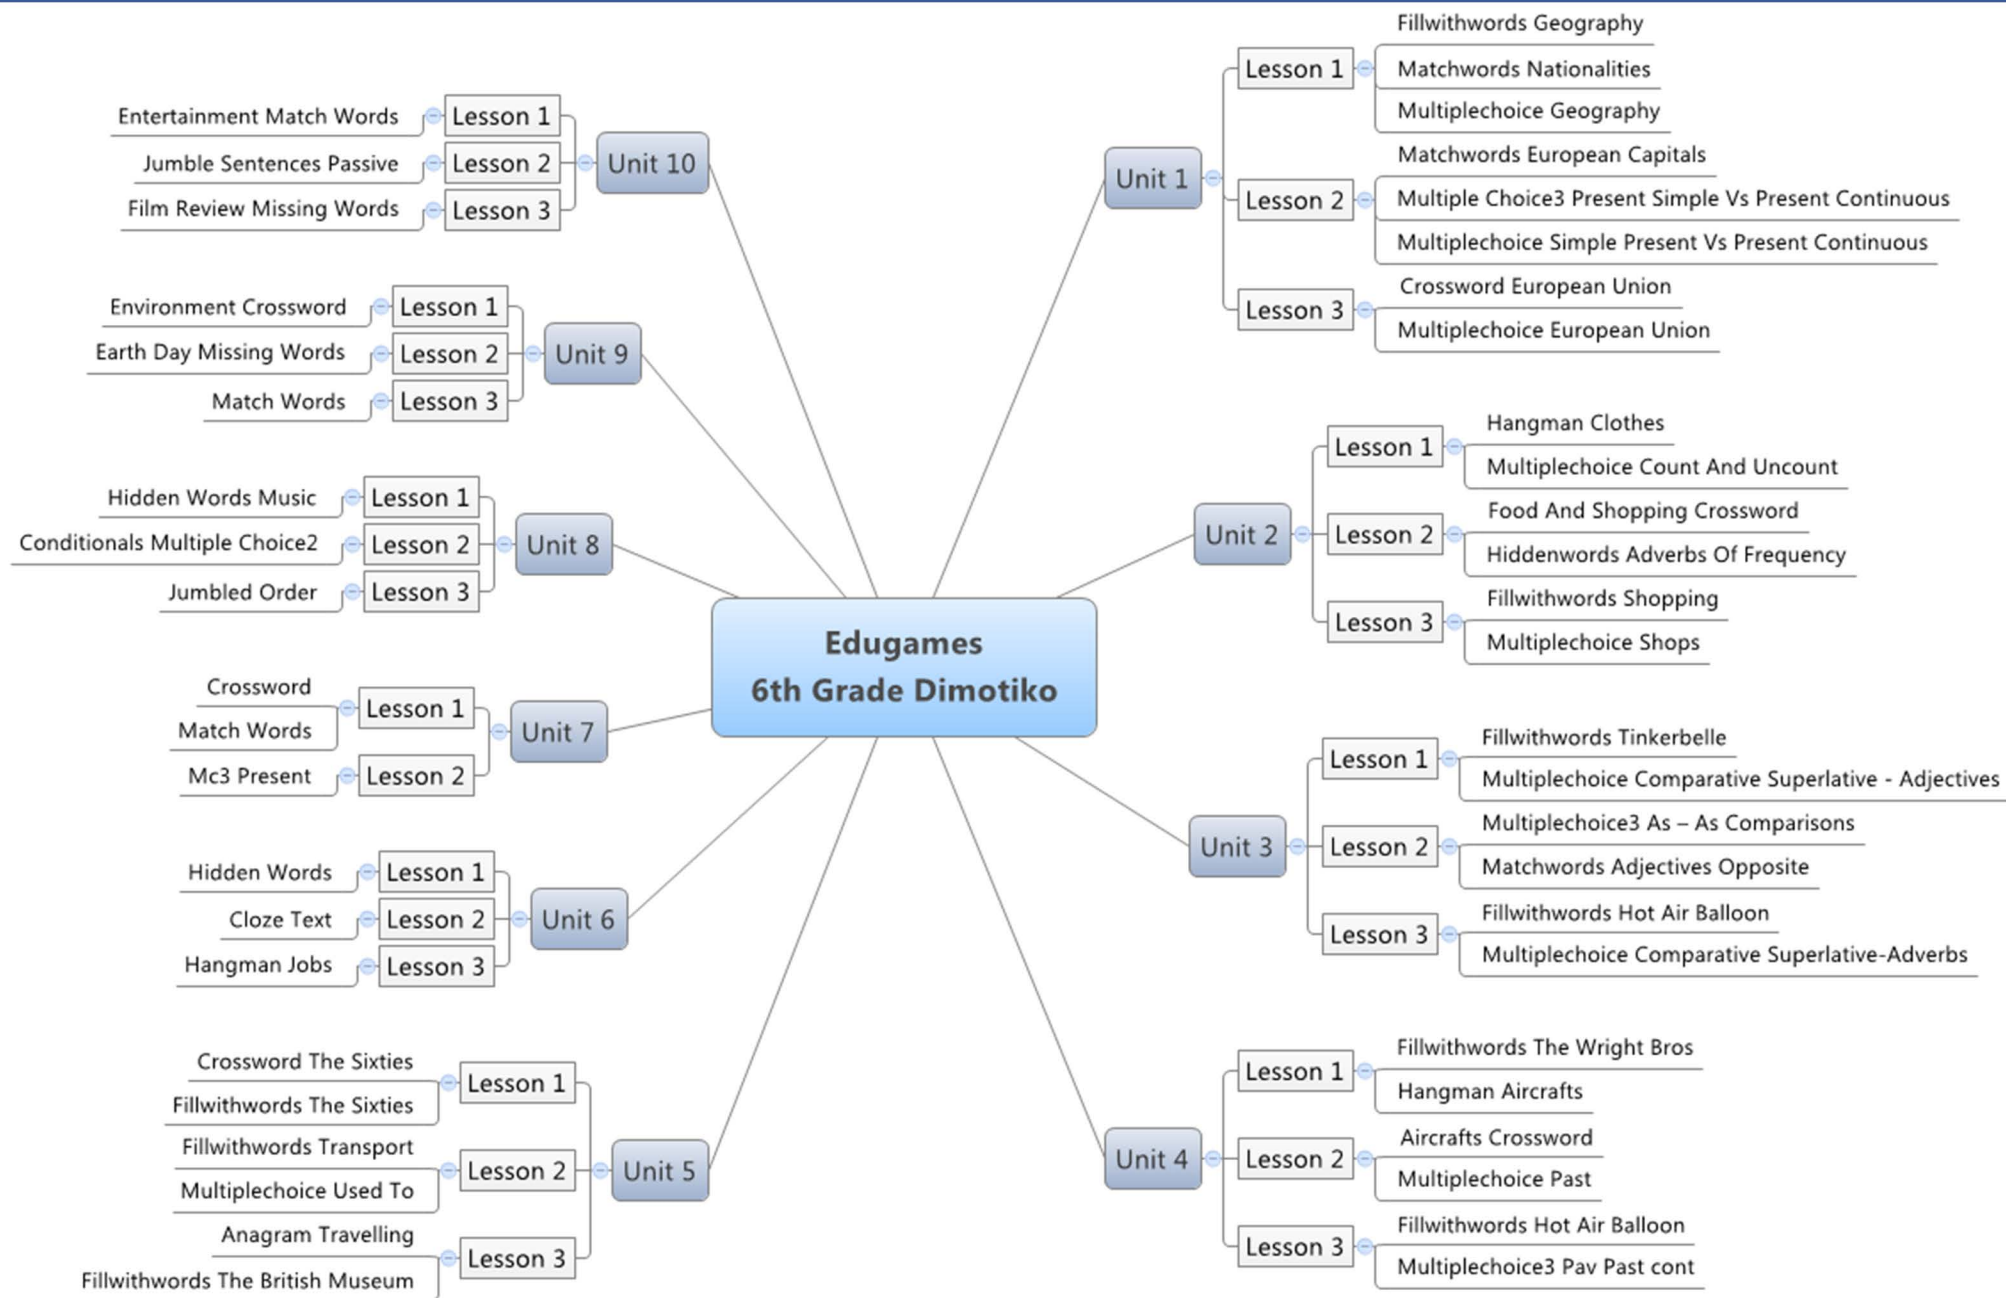 Edugames
6th Grade Dimotiko
Unit 1
Lesson 1
Fillwithwords Geography
Matchwords Nationalities
Multiplechoice Geography
Lesson 2
Matchwords European Capitals
Multiple Choice3 Present Simple Vs Present Continuous
Multiplechoice Simple Present Vs Present Continuous
Lesson 3
Crossword European Union
Multiplechoice European Union
Unit 2
Lesson 1
Hangman Clothes
Multiplechoice Count And Uncount
Lesson 2
Food And Shopping Crossword
Hiddenwords Adverbs Of Frequency
Lesson 3
Fillwithwords Shopping
Multiplechoice Shops
Unit 3
Lesson 1
Fillwithwords Tinkerbelle
Multiplechoice Comparative Superlative - Adjectives
Lesson 2
Multiplechoice3 As – As Comparisons
Matchwords Adjectives Opposite
Lesson 3
Fillwithwords Hot Air Balloon
Multiplechoice Comparative Superlative-Adverbs
Unit 4
Lesson 1
Fillwithwords The Wright Bros
Hangman Aircrafts
Lesson 2
Aircrafts Crossword
Multiplechoice Past
Lesson 3
Fillwithwords Hot Air Balloon
Multiplechoice3 Pav Past cont
Unit 5
Lesson 1
Crossword The Sixties
Fillwithwords The Sixties
Lesson 2
Fillwithwords Transport
Multiplechoice Used To
Lesson 3
Anagram Travelling
Fillwithwords The British Museum
Unit 6
Lesson 1
Hidden Words
Lesson 2
Cloze Text
Lesson 3
Hangman Jobs
Unit 7
Lesson 1
Crossword
Match Words
Lesson 2
Mc3 Present
Unit 8
Lesson 1
Hidden Words Music
Lesson 2
Conditionals Multiple Choice2
Lesson 3
Jumbled Order
Unit 9
Lesson 1
Environment Crossword
Lesson 2
Earth Day Missing Words
Lesson 3
Match Words
Unit 10
Lesson 1
Entertainment Match Words
Lesson 2
Jumble Sentences Passive
Lesson 3
Film Review Missing Words